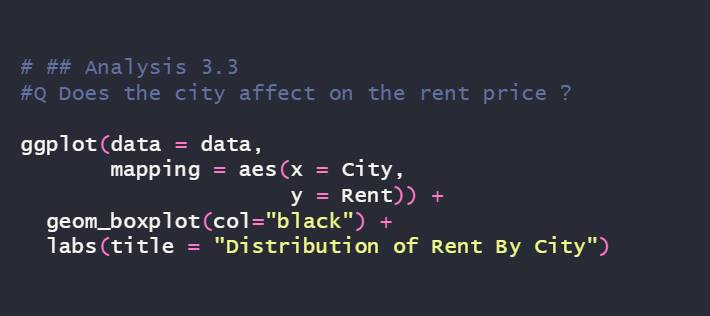 # ## Analysis 3.3
#Q Does the city affect on the rent price ?
ggplot(data = data,
mapping = aes(x = City,
y = Rent)) +
geom_boxplot(col="black") +
labs(title = "Distribution of Rent By City")